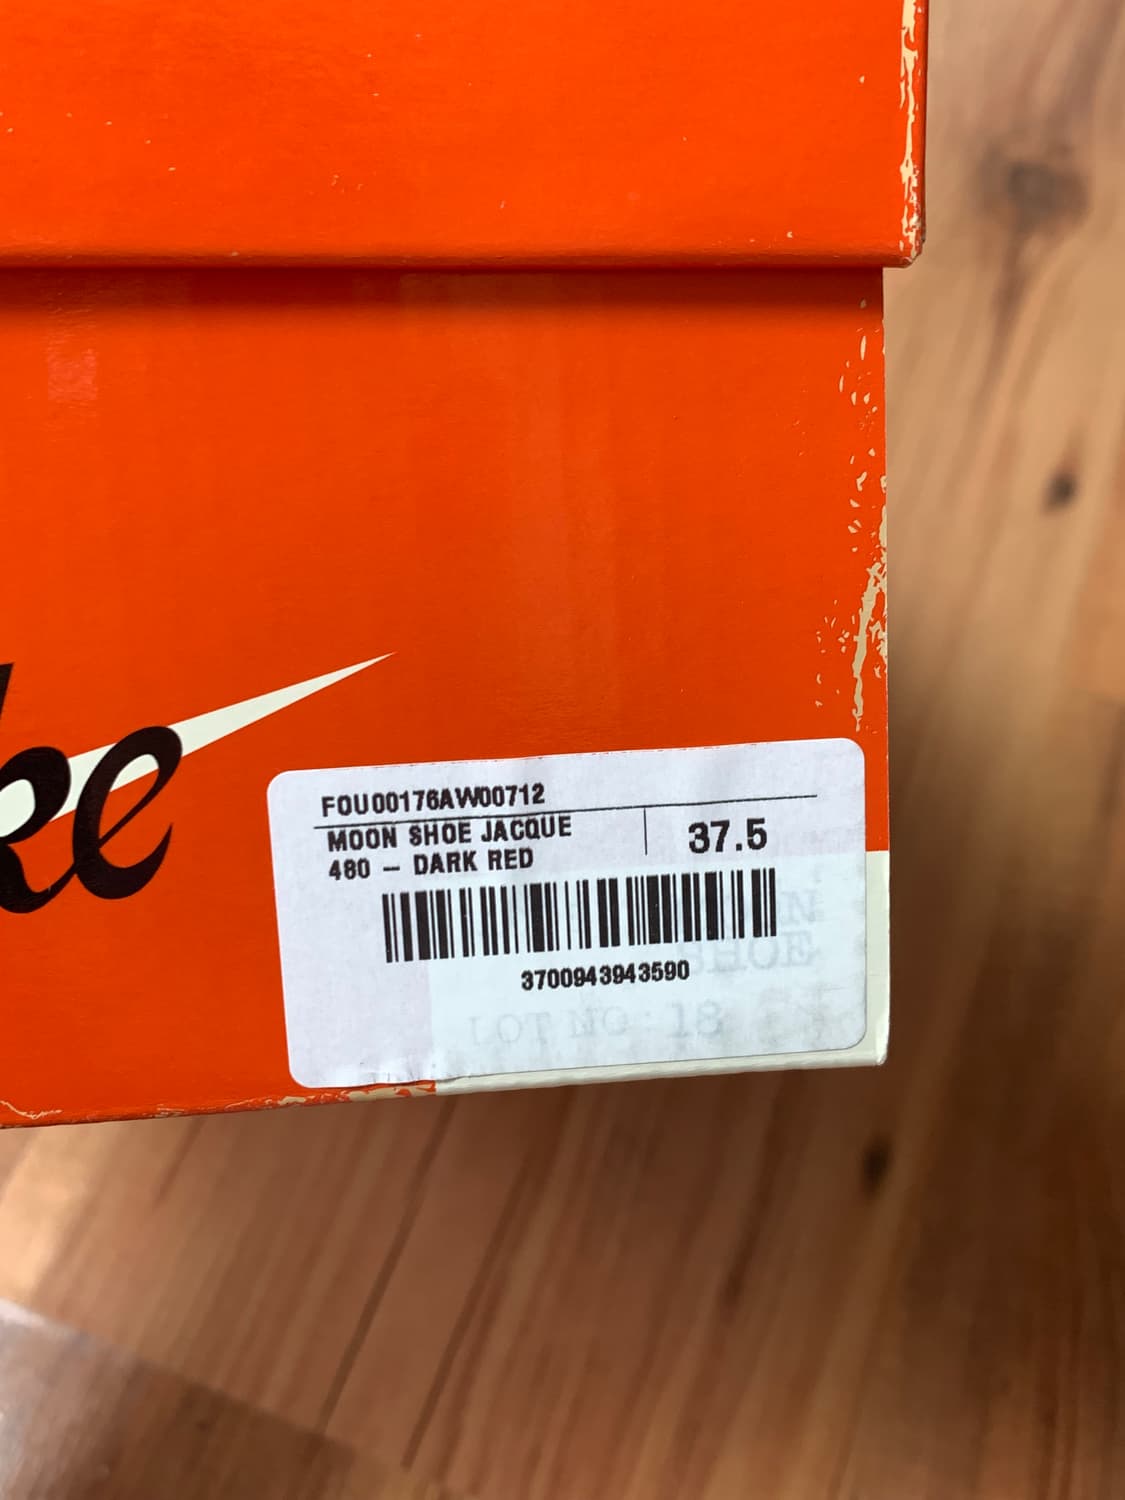 ke
FOU00176AW00712
MOON SHOE JACQUE
480 – DARK RED
37.5
3700943943590
SHOE
LOT NO: 18